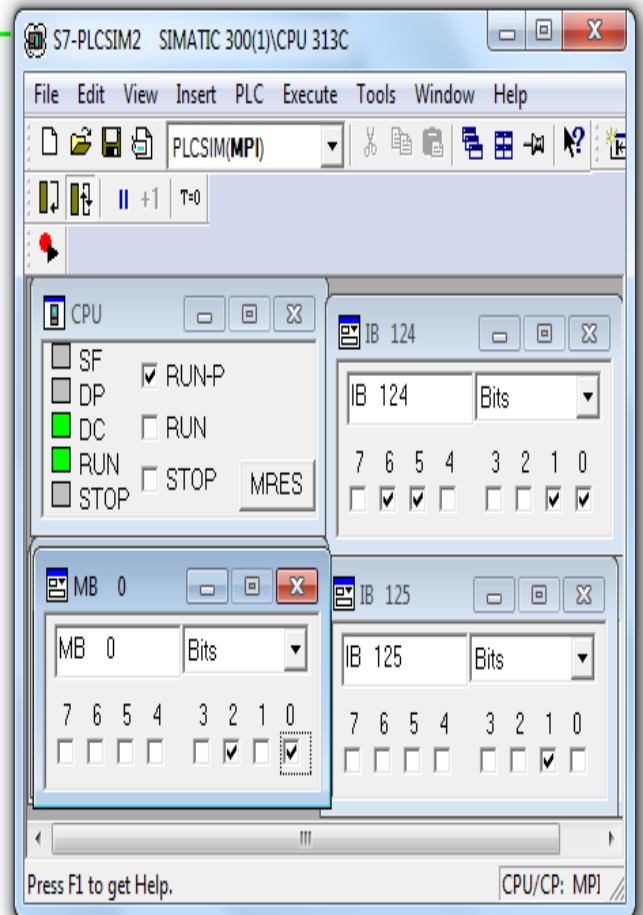 S7-PLCSIM2 SIMATIC 300(1)\CPU 313C
File Edit View Insert PLC Execute Tools Window Help
PLCSIM(MPI)
+1 T=0
CPU
SF
DP
DC
RUN
STOP
RUN-P
RUN
STOP
MRES
IB 124
IB 124 Bits
7 6 5 4 3 2 1 0
MB 0
MB 0 Bits
7 6 5 4 3 2 1 0
IB 125
IB 125 Bits
7 6 5 4 3 2 1 0
Press F1 to get Help.
CPU/CP: MPI